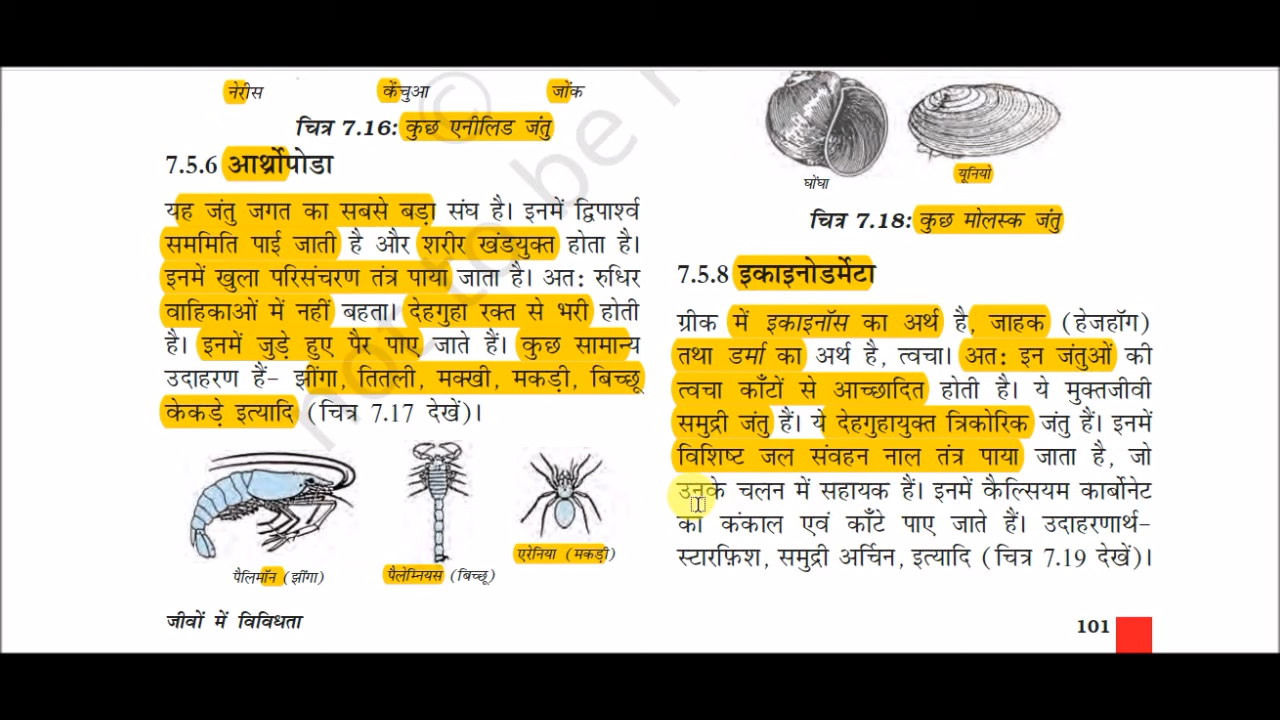 नेरीस
केंचुआ
जोंक
चित्र 7.16: कुछ एनीलिड जंतु
7.5.6 आर्थ्रोपोडा
यह जंतु जगत का सबसे बड़ा संघ है। इनमें द्विपार्श्व
सममिति पाई जाती है और शरीर खंडयुक्त होता है।
इनमें खुला परिसंचरण तंत्र पाया जाता है। अत: रुधिर
वाहिकाओं में नहीं बहता। देहगुहा रक्त से भरी होती
है। इनमें जुड़े हुए पैर पाए जाते हैं। कुछ सामान्य
उदाहरण हैं– झींगा, तितली, मक्खी, मकड़ी, बिच्छू
केकड़े इत्यादि (चित्र 7.17 देखें)।
पैलिमॉन (झींगा)
पैलेम्नियस (बिच्छू)
एरेनिया (मकड़ी)
जीवों में विविधता
घोंघा
यूनियो
चित्र 7.18: कुछ मोलस्क जंतु
7.5.8 इकाइनोडर्मेटा
ग्रीक में इकाइनॉस का अर्थ है, जाहक (हेजहॉग)
तथा डर्मा का अर्थ है, त्वचा। अत: इन जंतुओं की
त्वचा काँटों से आच्छादित होती है। ये मुक्तजीवी
समुद्री जंतु हैं। ये देहगुहायुक्त त्रिकोरिक जंतु हैं। इनमें
विशिष्ट जल संवहन नाल तंत्र पाया जाता है, जो
उनके चलन में सहायक हैं। इनमें कैल्सियम कार्बोनेट
का कंकाल एवं काँटे पाए जाते हैं। उदाहरणार्थ–
स्टारफ़िश, समुद्री अर्चिन, इत्यादि (चित्र 7.19 देखें)।
101
© not to be r